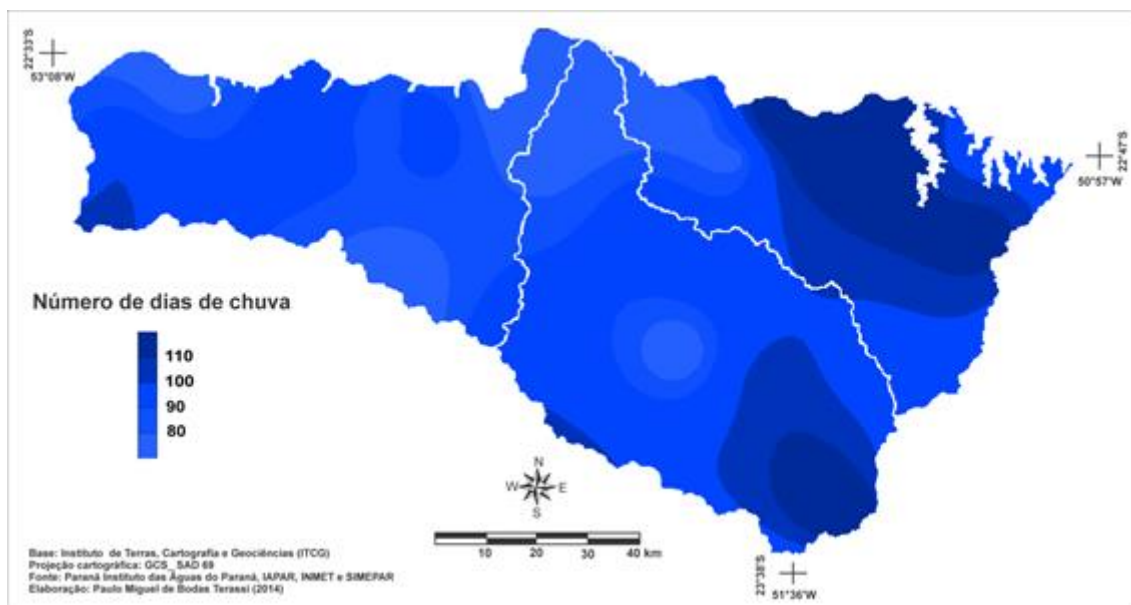 22°33'S
53°08'W
22°47'S
50°57'W
Número de dias de chuva
110
100
90
80
N
W E
S
10 20 30 40 km
Base: Instituto de Terras, Cartografia e Geociências (ITCG)
Projeção cartográfica: GCS_ SAD 69
Fonte: Paraná Instituto das Águas do Paraná, IAPAR, INMET e SIMEPAR
Elaboração: Paulo Miguel de Bodas Terassi (2014)
23°38'S
51°36'W